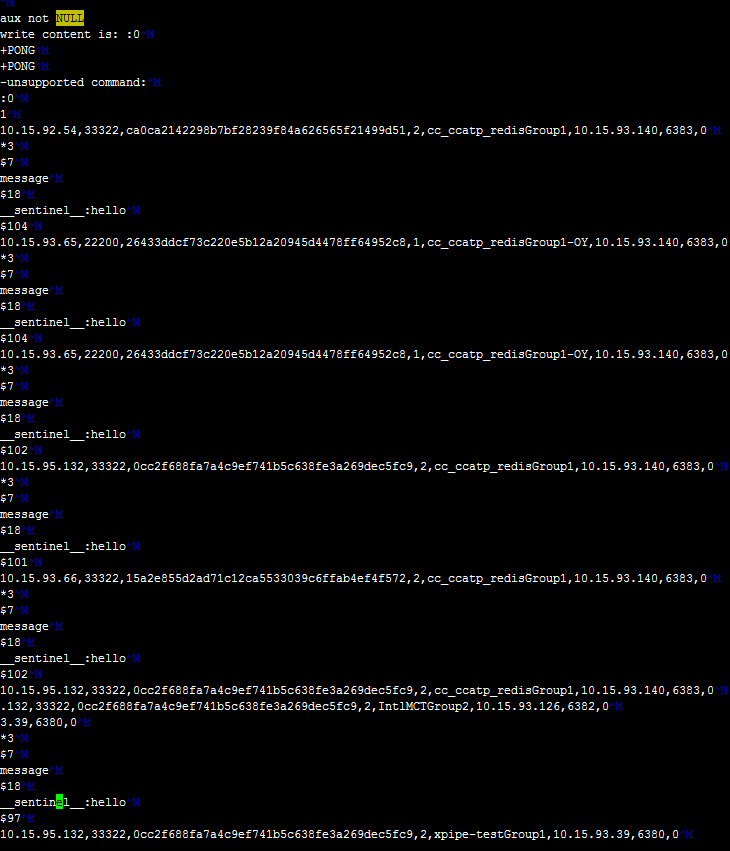 ^M
aux not NULL
write content is: :0^M
+PONG^M
+PONG^M
-unsupported command:^M
:0^M
1^M
10.15.92.54,33322,ca0ca2142298b7bf28239f84a626565f21499d51,2,cc_ccatp_redisGroup1,10.15.93.140,6383,0^M
*3^M
$7^M
message^M
$18^M
__sentinel__:hello^M
$104^M
10.15.93.65,22200,26433ddcf73c220e5b12a20945d4478ff64952c8,1,cc_ccatp_redisGroup1-OY,10.15.93.140,6383,0
*3^M
$7^M
message^M
$18^M
__sentinel__:hello^M
$104^M
10.15.93.65,22200,26433ddcf73c220e5b12a20945d4478ff64952c8,1,cc_ccatp_redisGroup1-OY,10.15.93.140,6383,0
*3^M
$7^M
message^M
$18^M
__sentinel__:hello^M
$102^M
10.15.95.132,33322,0cc2f688fa7a4c9ef741b5c638fe3a269dec5fc9,2,cc_ccatp_redisGroup1,10.15.93.140,6383,0^M
*3^M
$7^M
message^M
$18^M
__sentinel__:hello^M
$101^M
10.15.93.66,33322,15a2e855d2ad71c12ca5533039c6ffab4ef4f572,2,cc_ccatp_redisGroup1,10.15.93.140,6383,0^M
*3^M
$7^M
message^M
$18^M
__sentinel__:hello^M
$102^M
10.15.95.132,33322,0cc2f688fa7a4c9ef741b5c638fe3a269dec5fc9,2,cc_ccatp_redisGroup1,10.15.93.140,6383,0^M
.132,33322,0cc2f688fa7a4c9ef741b5c638fe3a269dec5fc9,2,IntlMCTGroup2,10.15.93.126,6382,0^M
3.39,6380,0^M
*3^M
$7^M
message^M
$18^M
__sentinel__:hello^M
$97^M
10.15.95.132,33322,0cc2f688fa7a4c9ef741b5c638fe3a269dec5fc9,2,xpipe-testGroup1,10.15.93.39,6380,0^M